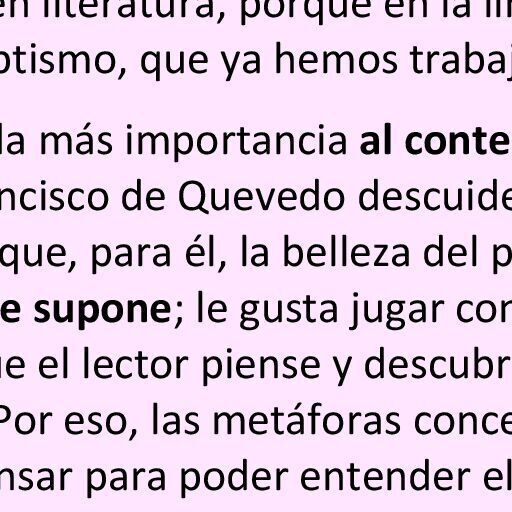 en literatura, porque en la lír
ptismo, que ya hemos trabaj
da más importancia al conte
ncisco de Quevedo descuide
que, para él, la belleza del p
e supone; le gusta jugar con
ue el lector piense y descubr
Por eso, las metáforas conce
nsar para poder entender el